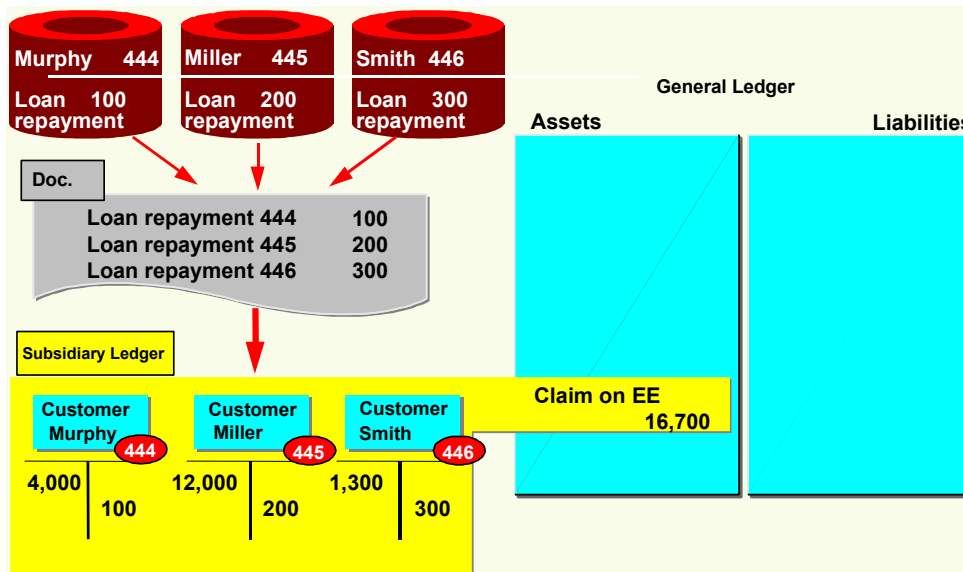 Murphy 444
Loan 100
repayment
Miller 445
Loan 200
repayment
Smith 446
Loan 300
repayment
General Ledger
Assets
Liabilities
Doc.
Loan repayment 444 100
Loan repayment 445 200
Loan repayment 446 300
Subsidiary Ledger
Claim on EE
16,700
Customer
Murphy
444
4,000
100
Customer
Miller
445
12,000
200
Customer
Smith
446
1,300
300